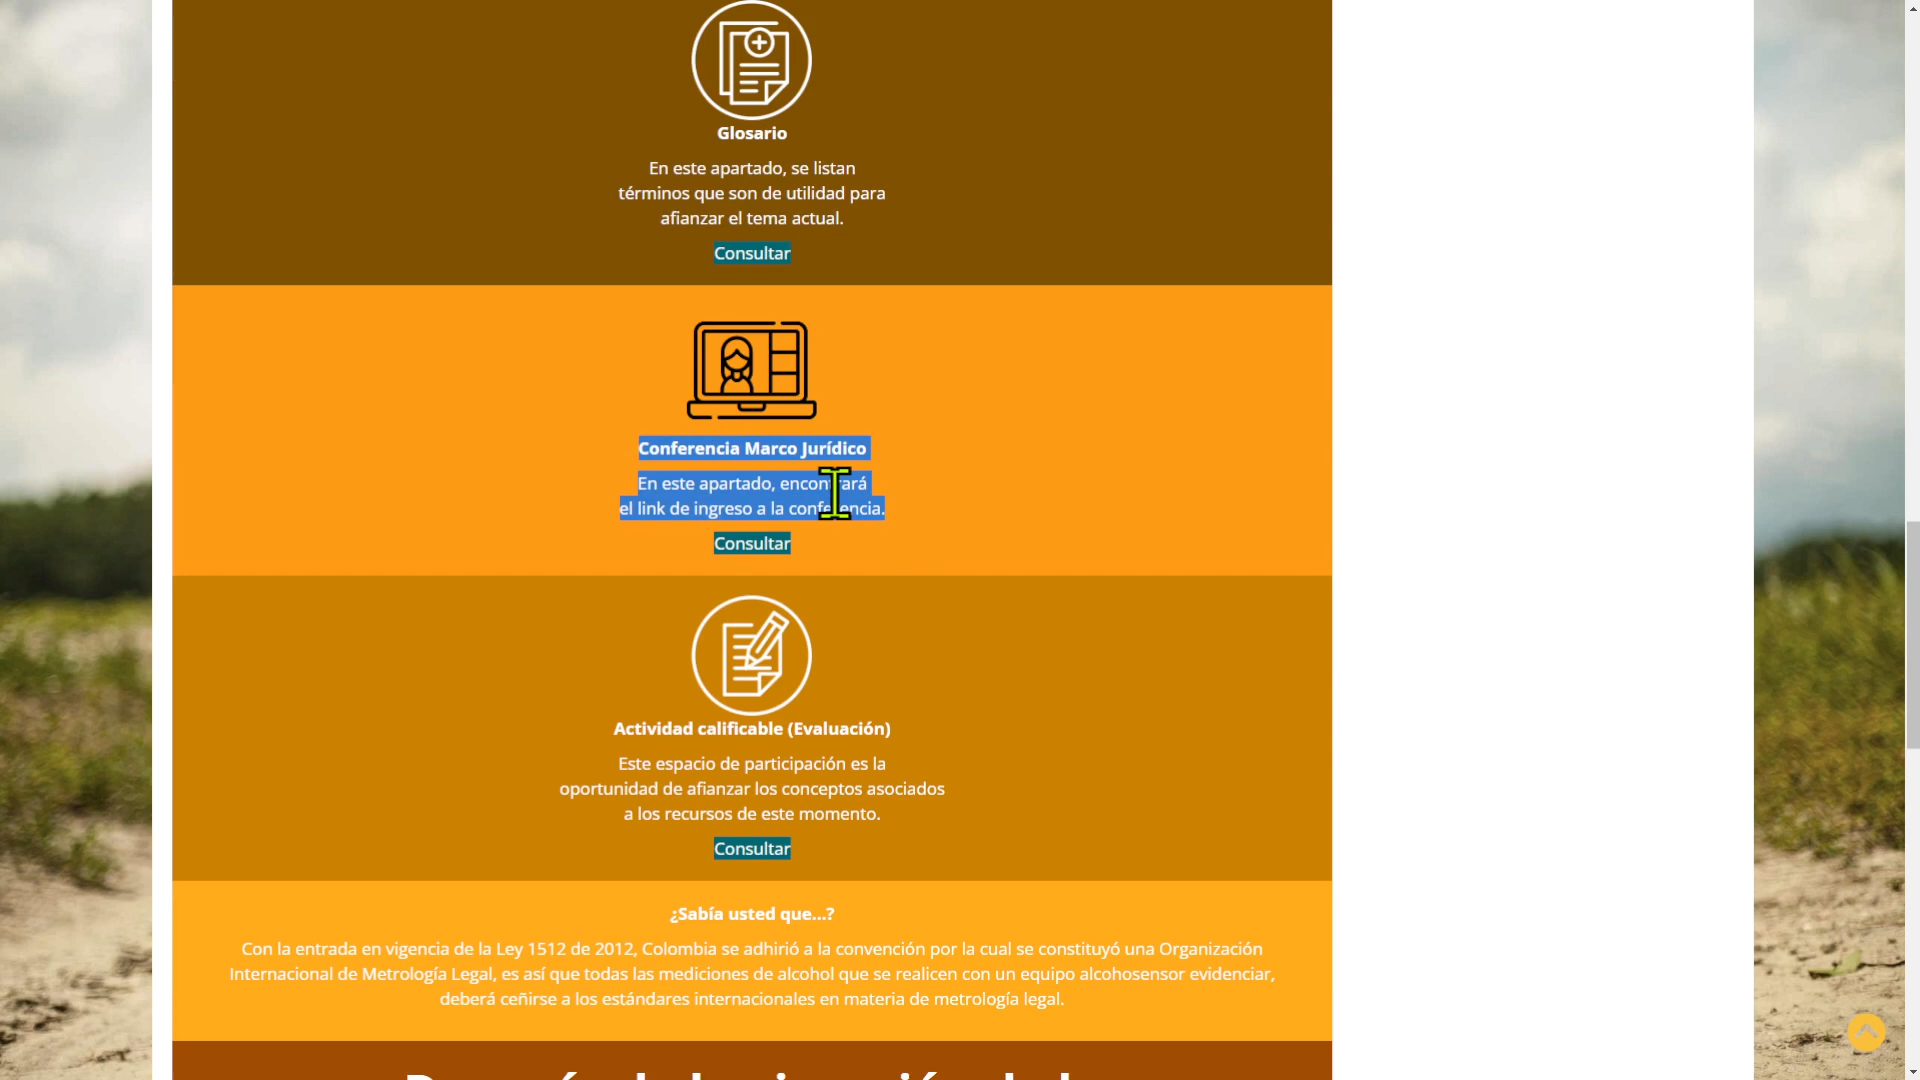 Glosario
En este apartado, se listan
términos que son de utilidad para
afianzar el tema actual.
Consultar
Conferencia Marco Jurídico
En este apartado, encontrará
el link de ingreso a la conferencia.
Consultar
Actividad calificable (Evaluación)
Este espacio de participación es la
oportunidad de afianzar los conceptos asociados
a los recursos de este momento.
Consultar
¿Sabía usted que...?
Con la entrada en vigencia de la Ley 1512 de 2012, Colombia se adhirió a la convención por la cual se constituyó una Organización
Internacional de Metrología Legal, es así que todas las mediciones de alcohol que se realicen con un equipo alcohosensor evidenciar,
deberá ceñirse a los estándares internacionales en materia de metrología legal.